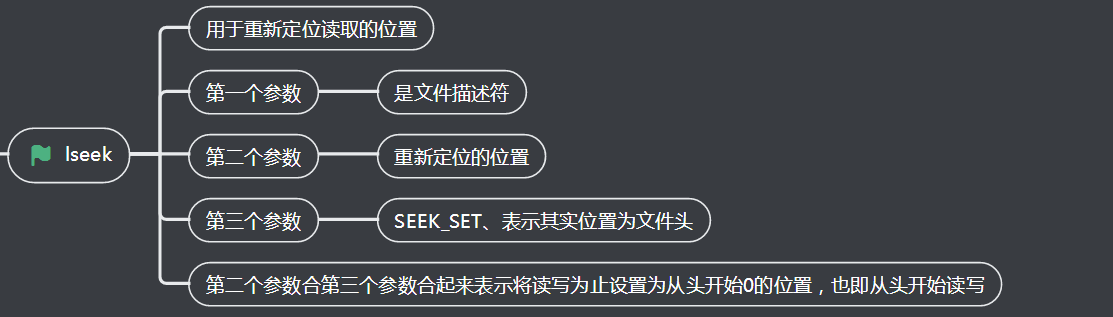 用于重新定位读取的位置
第一个参数
是文件描述符
lseek
第二个参数
重新定位的位置
第三个参数
SEEK_SET、表示其实位置为文件头
第二个参数合第三个参数合起来表示将读写为止设置为从头开始0的位置，也即从头开始读写